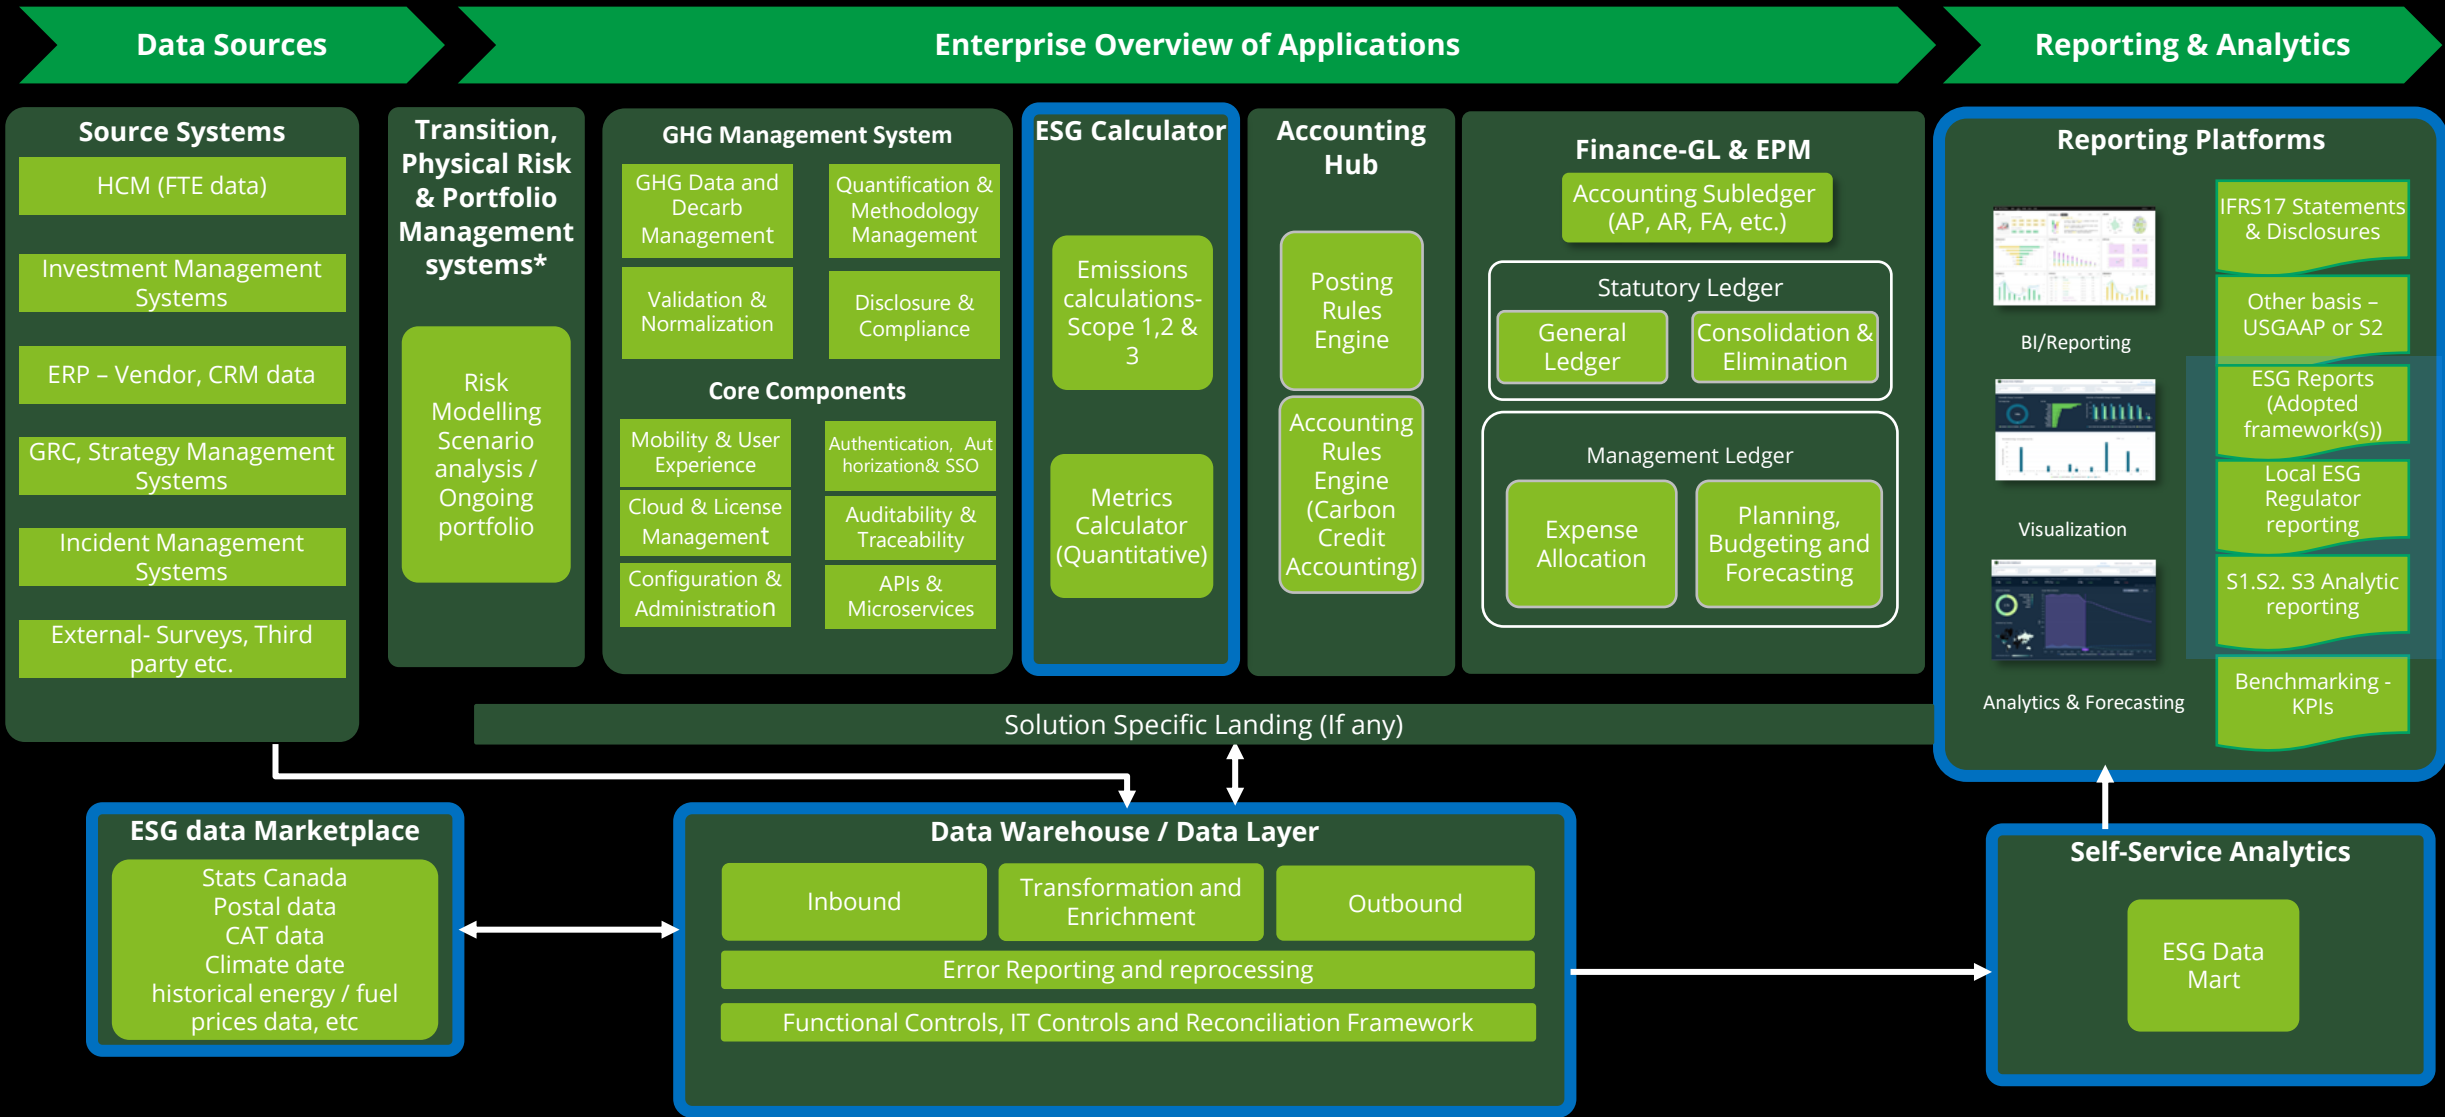 Data Sources
Enterprise Overview of Applications
Reporting & Analytics
Source Systems
HCM (FTE data)
Investment Management
Systems
ERP – Vendor, CRM data
GRC, Strategy Management
Systems
Incident Management
Systems
External- Surveys, Third
party etc.
Transition,
Physical Risk
& Portfolio
Management
systems*
Risk
Modelling
Scenario
analysis /
Ongoing
portfolio
GHG Management System
GHG Data and
Decarb
Management
Quantification &
Methodology
Management
Validation &
Normalization
Disclosure &
Compliance
Core Components
Mobility & User
Experience
Authentication, Aut
horization& SSO
Cloud & License
Management
Auditability &
Traceability
Configuration &
Administration
APIs &
Microservices
ESG Calculator
Emissions
calculations-
Scope 1,2 &
3
Metrics
Calculator
(Quantitative)
Accounting
Hub
Posting
Rules
Engine
Accounting
Rules
Engine
(Carbon
Credit
Accounting)
Finance-GL & EPM
Accounting Subledger
(AP, AR, FA, etc.)
Statutory Ledger
General
Ledger
Consolidation &
Elimination
Management Ledger
Expense
Allocation
Planning,
Budgeting and
Forecasting
Reporting Platforms
BI/Reporting
Visualization
Analytics & Forecasting
IFRS17 Statements
& Disclosures
Other basis –
USGAAP or S2
ESG Reports
(Adopted
framework(s))
Local ESG
Regulator
reporting
S1.S2. S3 Analytic
reporting
Benchmarking -
KPIs
Solution Specific Landing (If any)
ESG data Marketplace
Stats Canada
Postal data
CAT data
Climate date
historical energy / fuel
prices data, etc
Data Warehouse / Data Layer
Inbound
Transformation and
Enrichment
Outbound
Error Reporting and reprocessing
Functional Controls, IT Controls and Reconciliation Framework
Self-Service Analytics
ESG Data
Mart